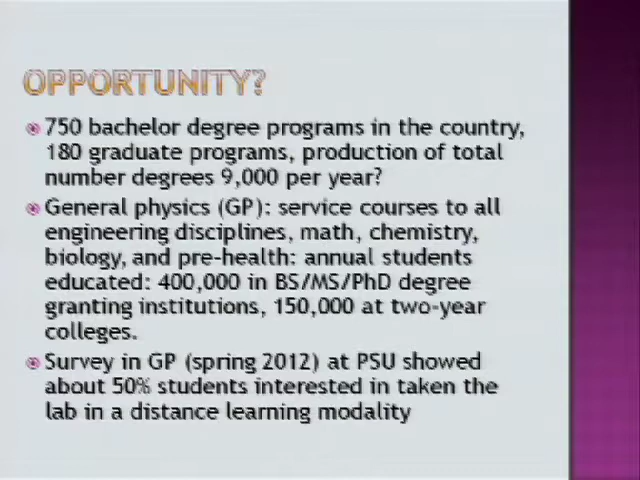 OPPORTUNITY?
750 bachelor degree programs in the country,
180 graduate programs, production of total
number degrees 9,000 per year?
General physics (GP): service courses to all
engineering disciplines, math, chemistry,
biology, and pre-health: annual students
educated: 400,000 in BS/MS/PhD degree
granting institutions, 150,000 at two-year
colleges.
Survey in GP (spring 2012) at PSU showed
about 50% students interested in taken the
lab in a distance learning modality